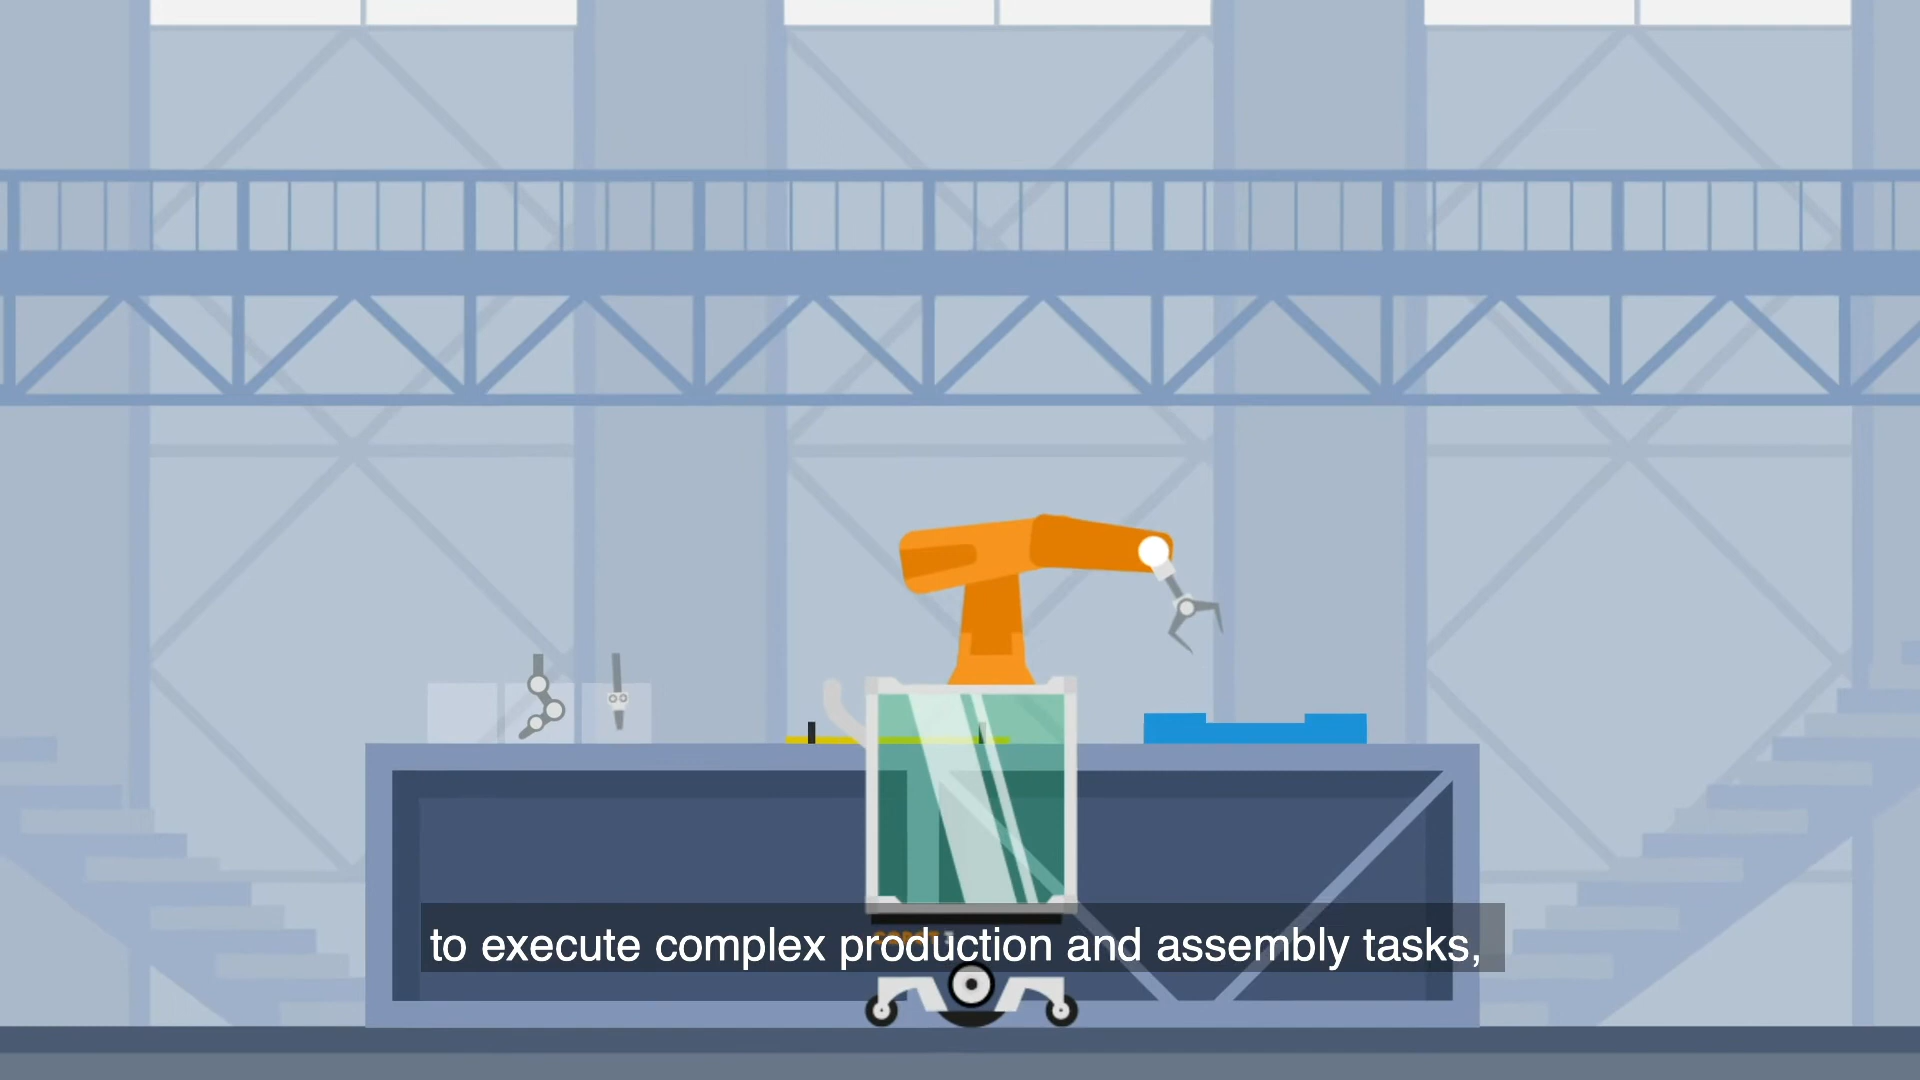 to execute complex production and assembly tasks,